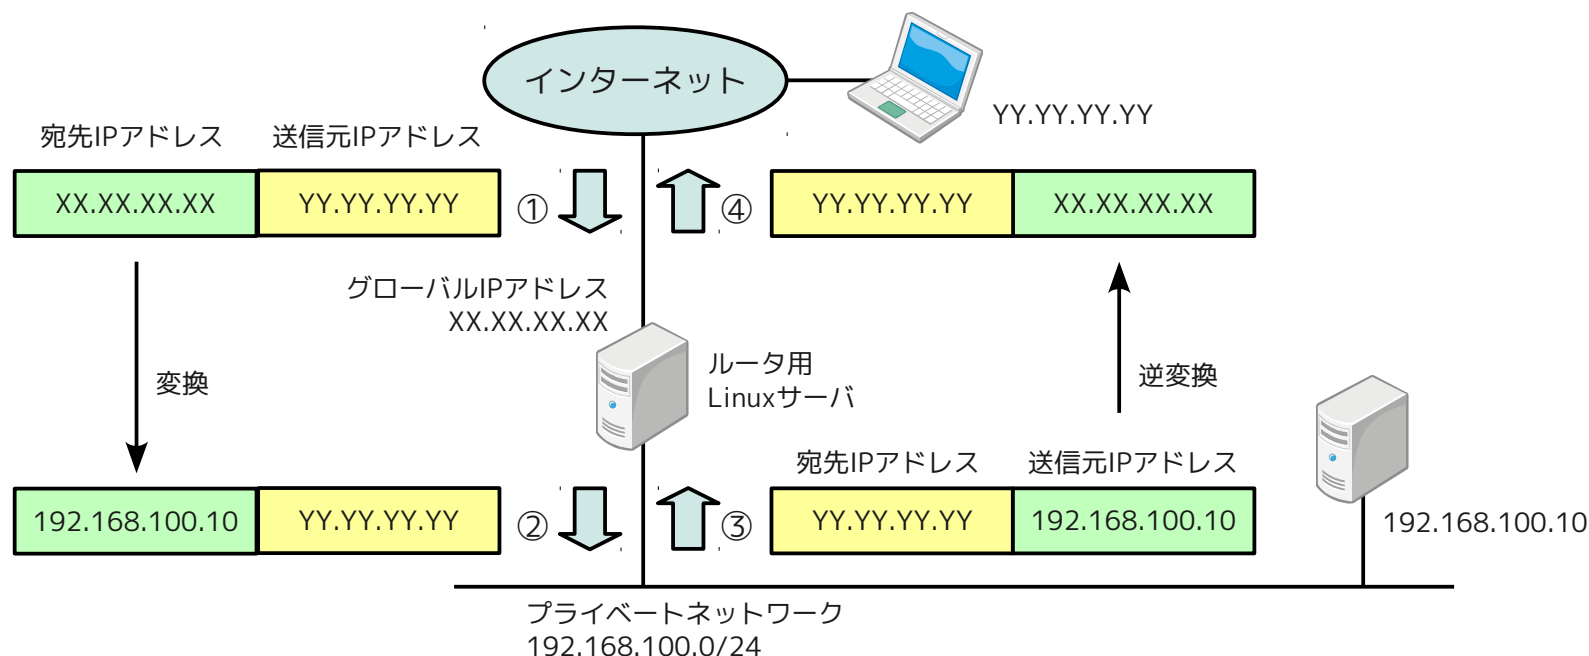 インターネット
YY.YY.YY.YY
宛先IPアドレス
送信元IPアドレス
XX.XX.XX.XX
YY.YY.YY.YY
①
④
YY.YY.YY.YY
XX.XX.XX.XX
グローバルIPアドレス
XX.XX.XX.XX
変換
ルータ用
Linuxサーバ
逆変換
宛先IPアドレス
送信元IPアドレス
192.168.100.10
YY.YY.YY.YY
②
③
YY.YY.YY.YY
192.168.100.10
192.168.100.10
プライベートネットワーク
192.168.100.0/24